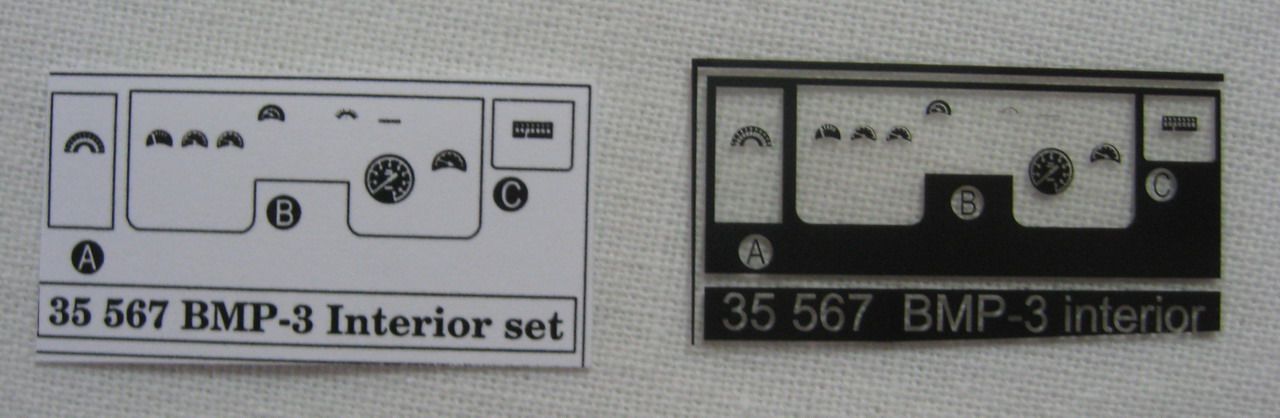 C
B
A
35 567 BMP-3 Interior set
C
B
A
35 567 BMP-3 interior